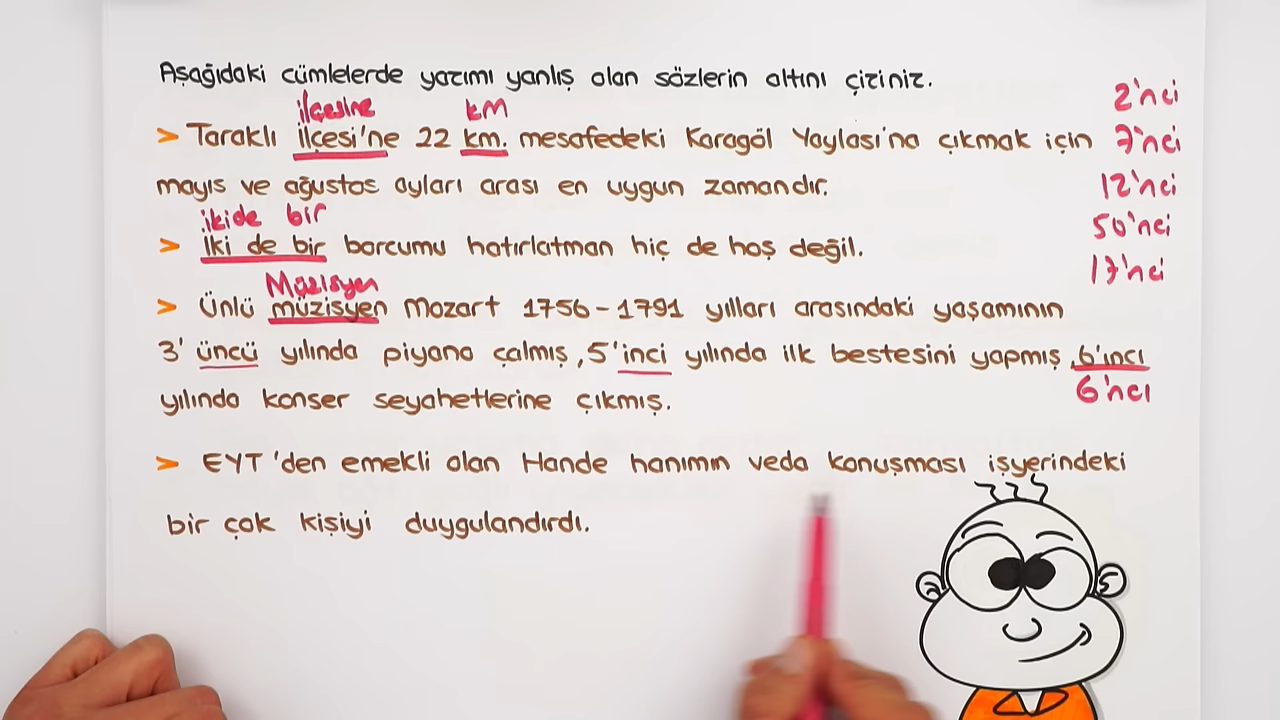 Aşağıdaki cümlelerde yazımı yanlış olan sözlerin altını çiziniz.
ilçesine km 2'nci
> Taraklı İlçesi'ne 22 km. mesafedeki Karagöl Yaylası'na çıkmak için 7'nci
mayıs ve ağustos ayları arası en uygun zamandır. 12'nci
ikide bir 50'nci
> İki de bir borcumu hatırlatman hiç de hoş değil.
17'nci
Müzisyen
> Ünlü müzisyen Mozart 1756-1791 yılları arasındaki yaşamının
3' üncü yılında piyano çalmış, 5'inci yılında ilk bestesini yapmış, 6'ıncı
6'ncı
yılında konser seyahetlerine çıkmış.
> EYT 'den emekli olan Hande hanımın veda konuşması işyerindeki
bir çok kişiyi duygulandırdı.